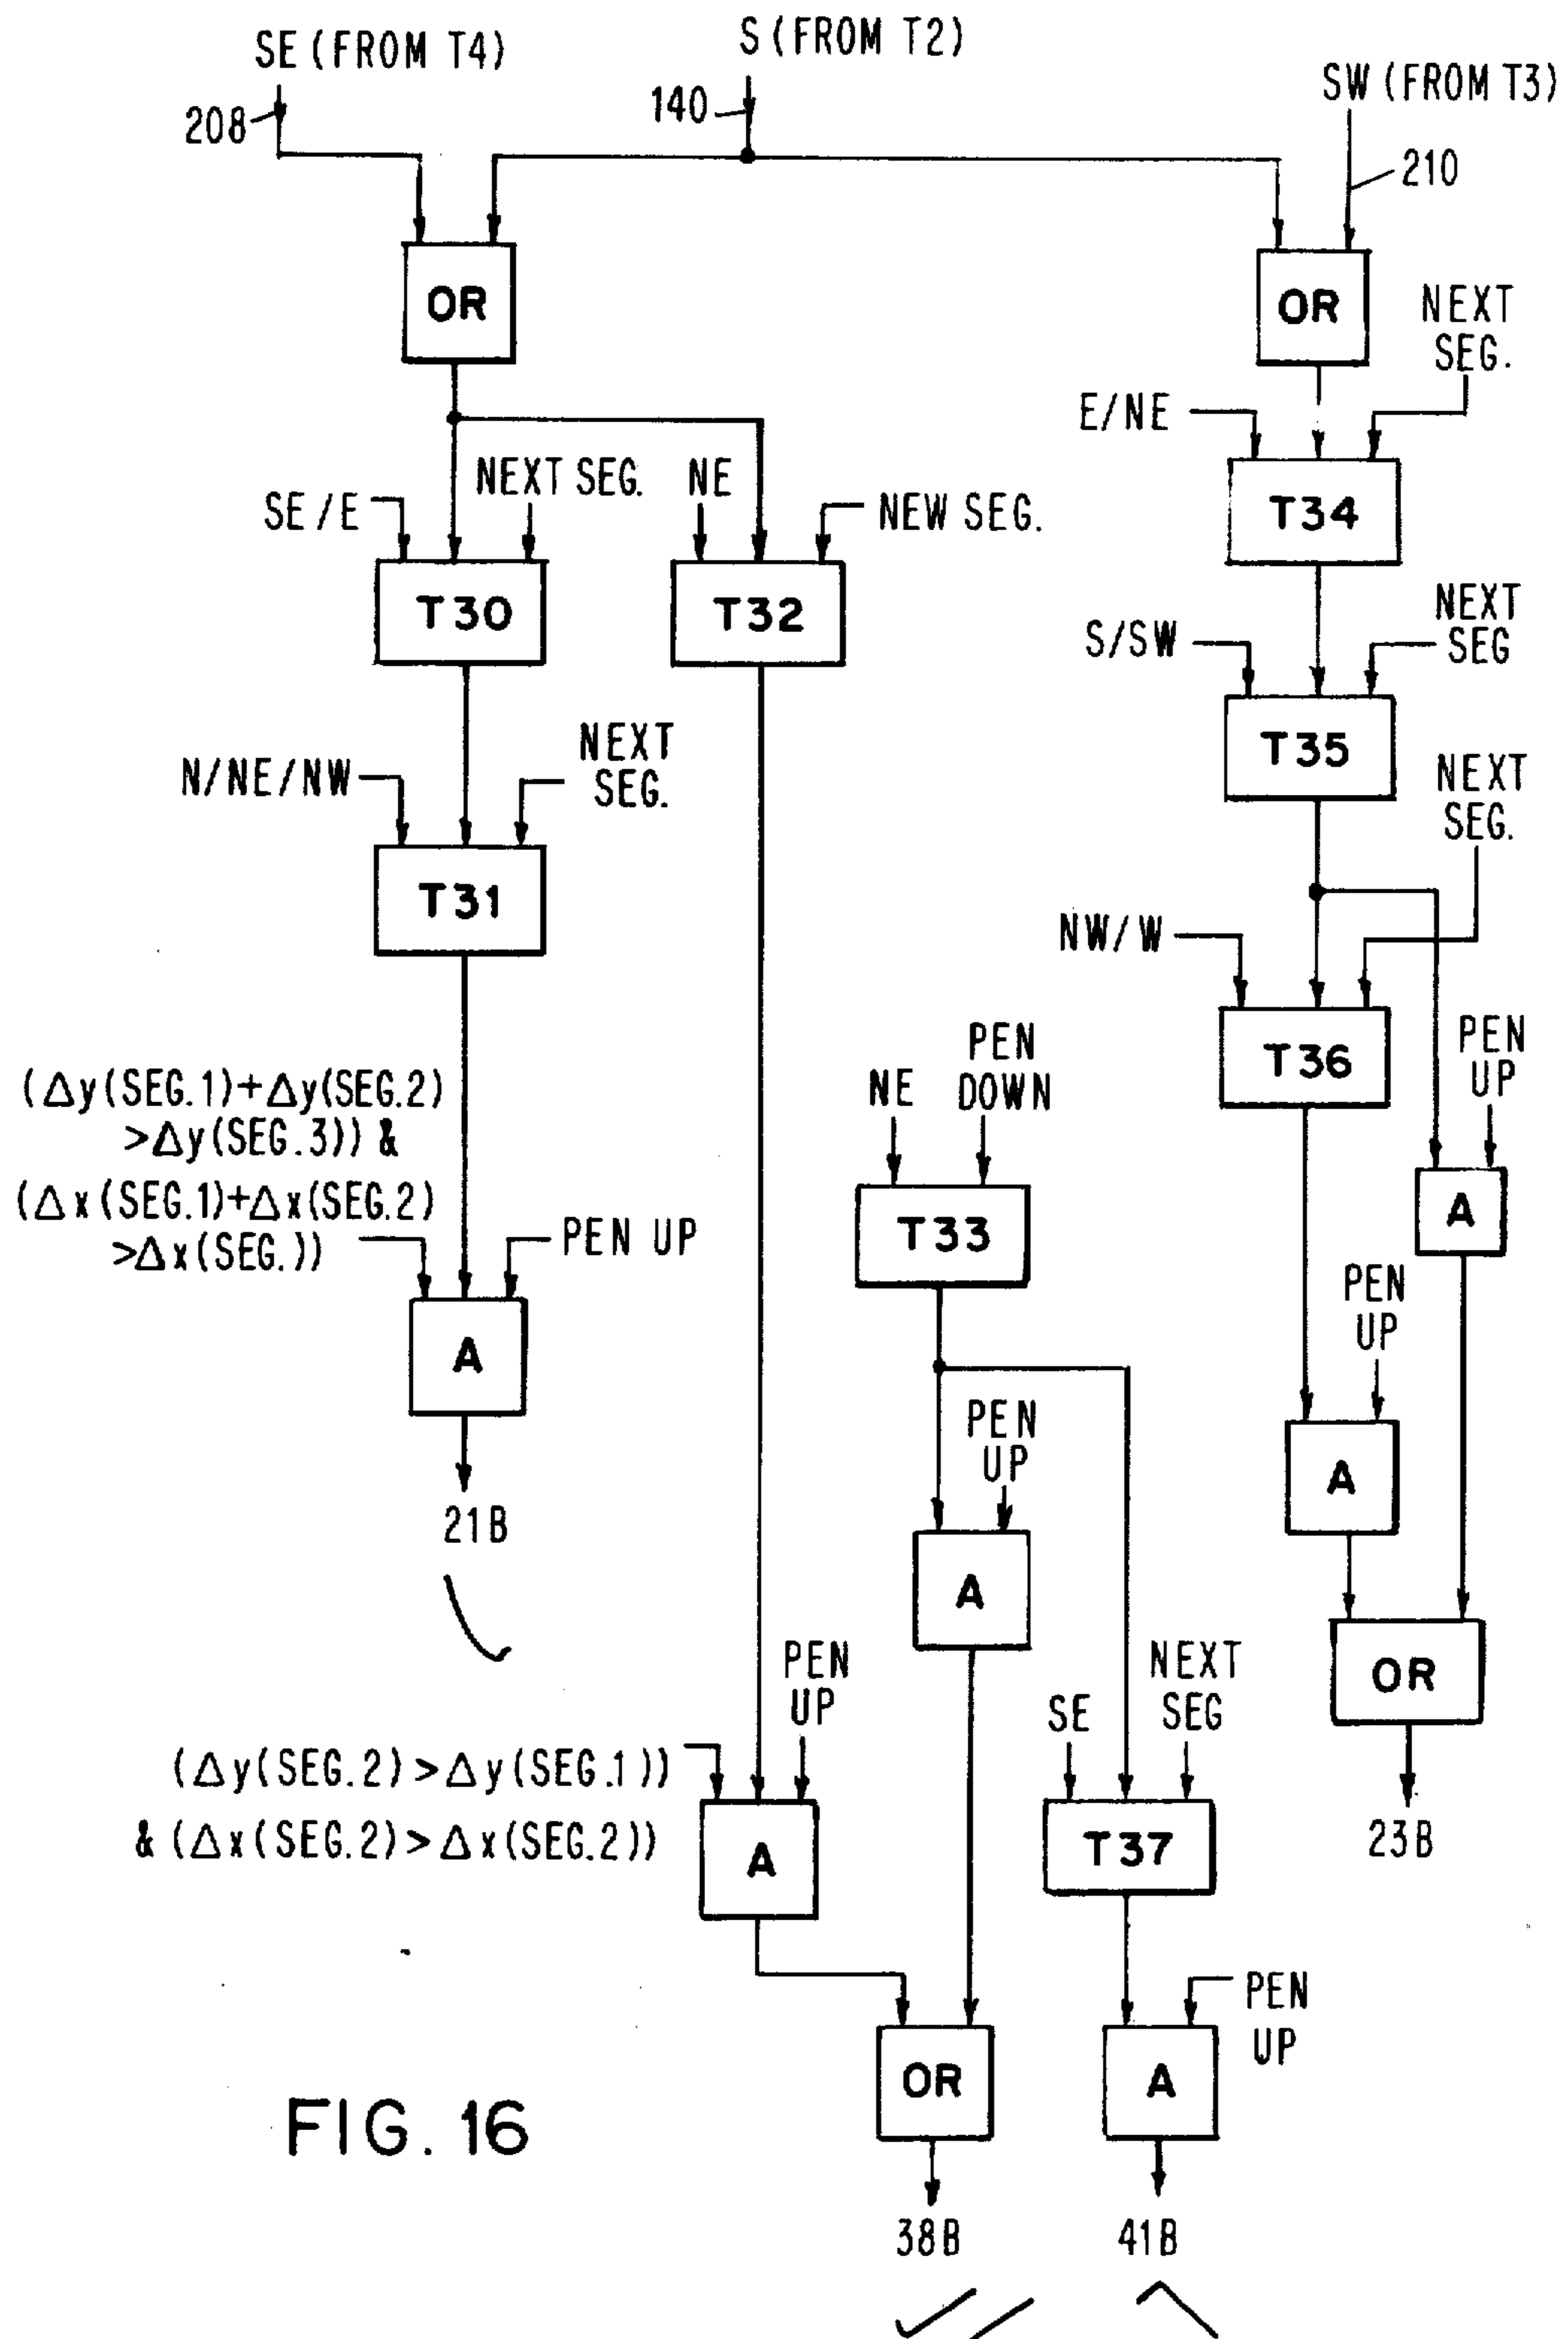 SE (FROM T4)
S (FROM T2)
SW (FROM T3)
208
140
210
OR
OR
NEXT
SEG.
E/NE
SE/E
NEXT SEG.
NE
NEW SEG.
T34
T30
T32
S/SW
NEXT
SEG
T35
N/NE/NW
NEXT
SEG.
NEXT
SEG.
T31
NW/W
T36
PEN
UP
(Δy(SEG.1)+Δy(SEG.2)
>Δy(SEG.3)) &
(Δx(SEG.1)+Δx(SEG.2)
>Δx(SEG.))
PEN UP
NE
PEN
DOWN
T33
A
PEN
UP
A
PEN
UP
A
21B
A
OR
23B
PEN
UP
(Δy(SEG.2)>Δy(SEG.1))
& (Δx(SEG.2)>Δx(SEG.2))
A
SE
NEXT
SEG
T37
PEN
UP
OR
A
38B
41B
FIG. 16